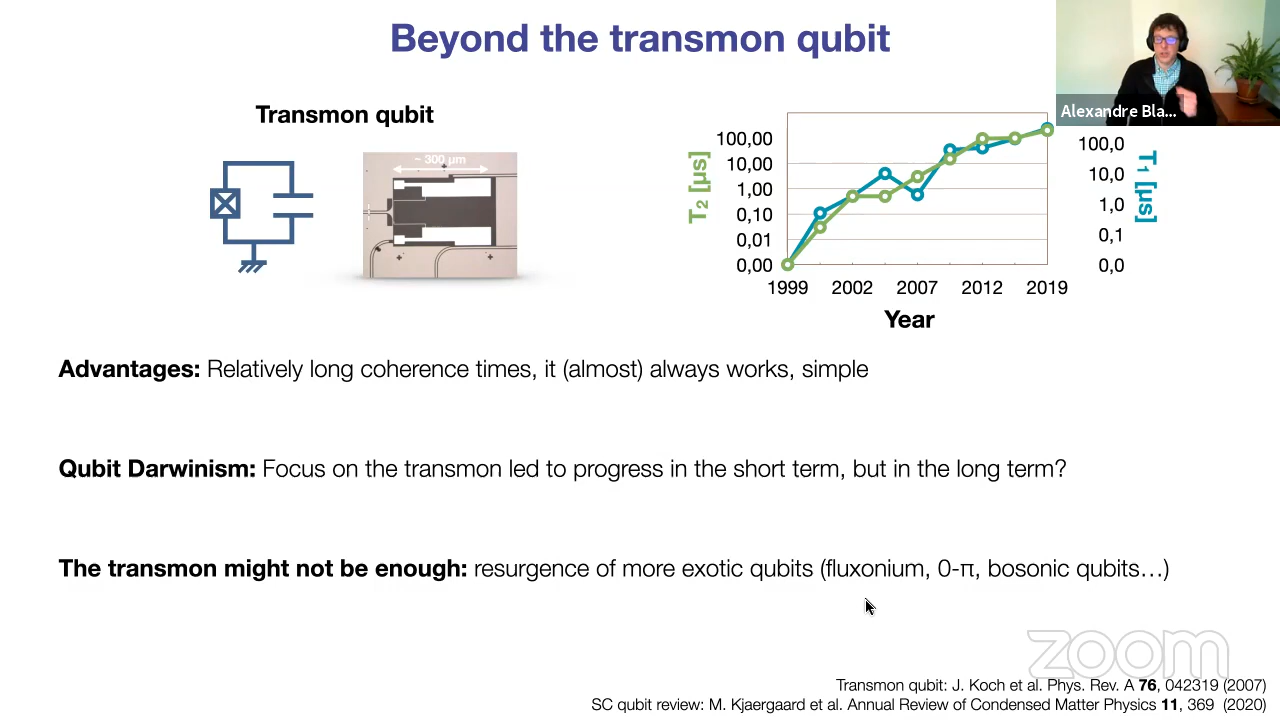 Beyond the transmon qubit
Alexandre Bla...
Transmon qubit
~ 300 µm
T₂ [µs]
100,00
10,00
1,00
0,10
0,01
0,00
1999 2002 2007 2012 2019
Year
100,0
10,0
1,0
0,1
0,0
T₁ [µs]
Advantages: Relatively long coherence times, it (almost) always works, simple
Qubit Darwinism: Focus on the transmon led to progress in the short term, but in the long term?
The transmon might not be enough: resurgence of more exotic qubits (fluxonium, 0-π, bosonic qubits…)
zoom
Transmon qubit: J. Koch et al. Phys. Rev. A 76, 042319 (2007)
SC qubit review: M. Kjaergaard et al. Annual Review of Condensed Matter Physics 11, 369 (2020)